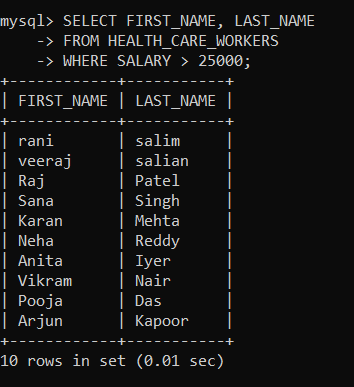 mysql> SELECT FIRST_NAME, LAST_NAME
    -> FROM HEALTH_CARE_WORKERS
    -> WHERE SALARY > 25000;
+------------+-----------+
| FIRST_NAME | LAST_NAME |
+------------+-----------+
| rani       | salim     |
| veeraj     | salian    |
| Raj        | Patel     |
| Sana       | Singh     |
| Karan      | Mehta     |
| Neha       | Reddy     |
| Anita      | Iyer      |
| Vikram     | Nair      |
| Pooja      | Das       |
| Arjun      | Kapoor    |
+------------+-----------+
10 rows in set (0.01 sec)